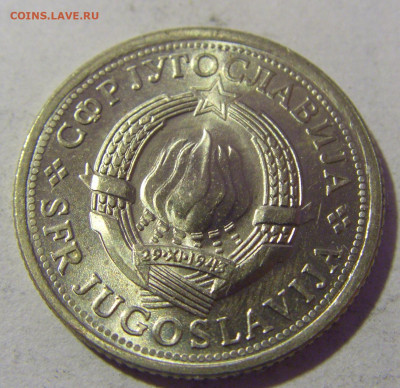 COINS.LAVE.RU
СФР ЈУГОСЛАВИЈА
29·XI·1943
SFR JUGOSLAVIJA